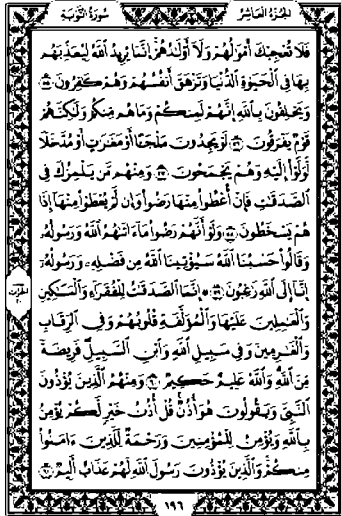 الجزء العاشر
سورة التوبة
فَلَا تُعْجِبْكَ أَمْوَٰلُهُمْ وَلَآ أَوْلَٰدُهُمْ إِنَّمَا يُرِيدُ ٱللَّهُ لِيُعَذِّبَهُم
بِهَا فِى ٱلْحَيَوٰةِ ٱلدُّنْيَا وَتَزْهَقَ أَنفُسُهُمْ وَهُمْ كَٰفِرُونَ ۝٥٥
وَيَحْلِفُونَ بِٱللَّهِ إِنَّهُمْ لَمِنكُمْ وَمَا هُم مِّنكُمْ وَلَٰكِنَّهُمْ
قَوْمٌ يَفْرَقُونَ ۝٥٦ لَوْ يَجِدُونَ مَلْجَـًٔا أَوْ مَغَٰرَٰتٍ أَوْ مُدَّخَلًا
لَّوَلَّوْا۟ إِلَيْهِ وَهُمْ يَجْمَحُونَ ۝٥٧ وَمِنْهُم مَّن يَلْمِزُكَ فِى
ٱلصَّدَقَٰتِ فَإِنْ أُعْطُوا۟ مِنْهَا رَضُوا۟ وَإِن لَّمْ يُعْطَوْا۟ مِنْهَآ إِذَا
هُمْ يَسْخَطُونَ ۝٥٨ وَلَوْ أَنَّهُمْ رَضُوا۟ مَآ ءَاتَىٰهُمُ ٱللَّهُ وَرَسُولُهُۥ
وَقَالُوا۟ حَسْبُنَا ٱللَّهُ سَيُؤْتِينَا ٱللَّهُ مِن فَضْلِهِۦ وَرَسُولُهُۥٓ
إِنَّآ إِلَى ٱللَّهِ رَٰغِبُونَ ۝٥٩ ۞ إِنَّمَا ٱلصَّدَقَٰتُ لِلْفُقَرَآءِ وَٱلْمَسَٰكِينِ
وَٱلْعَٰمِلِينَ عَلَيْهَا وَٱلْمُؤَلَّفَةِ قُلُوبُهُمْ وَفِى ٱلرِّقَابِ
وَٱلْغَٰرِمِينَ وَفِى سَبِيلِ ٱللَّهِ وَٱبْنِ ٱلسَّبِيلِ فَرِيضَةً
مِّنَ ٱللَّهِ وَٱللَّهُ عَلِيمٌ حَكِيمٌ ۝٦٠ وَمِنْهُمُ ٱلَّذِينَ يُؤْذُونَ
ٱلنَّبِىَّ وَيَقُولُونَ هُوَ أُذُنٌ قُلْ أُذُنُ خَيْرٍ لَّكُمْ يُؤْمِنُ
بِٱللَّهِ وَيُؤْمِنُ لِلْمُؤْمِنِينَ وَرَحْمَةٌ لِّلَّذِينَ ءَامَنُوا۟
مِنكُمْ وَٱلَّذِينَ يُؤْذُونَ رَسُولَ ٱللَّهِ لَهُمْ عَذَابٌ أَلِيمٌ ۝٦١
١٩٦